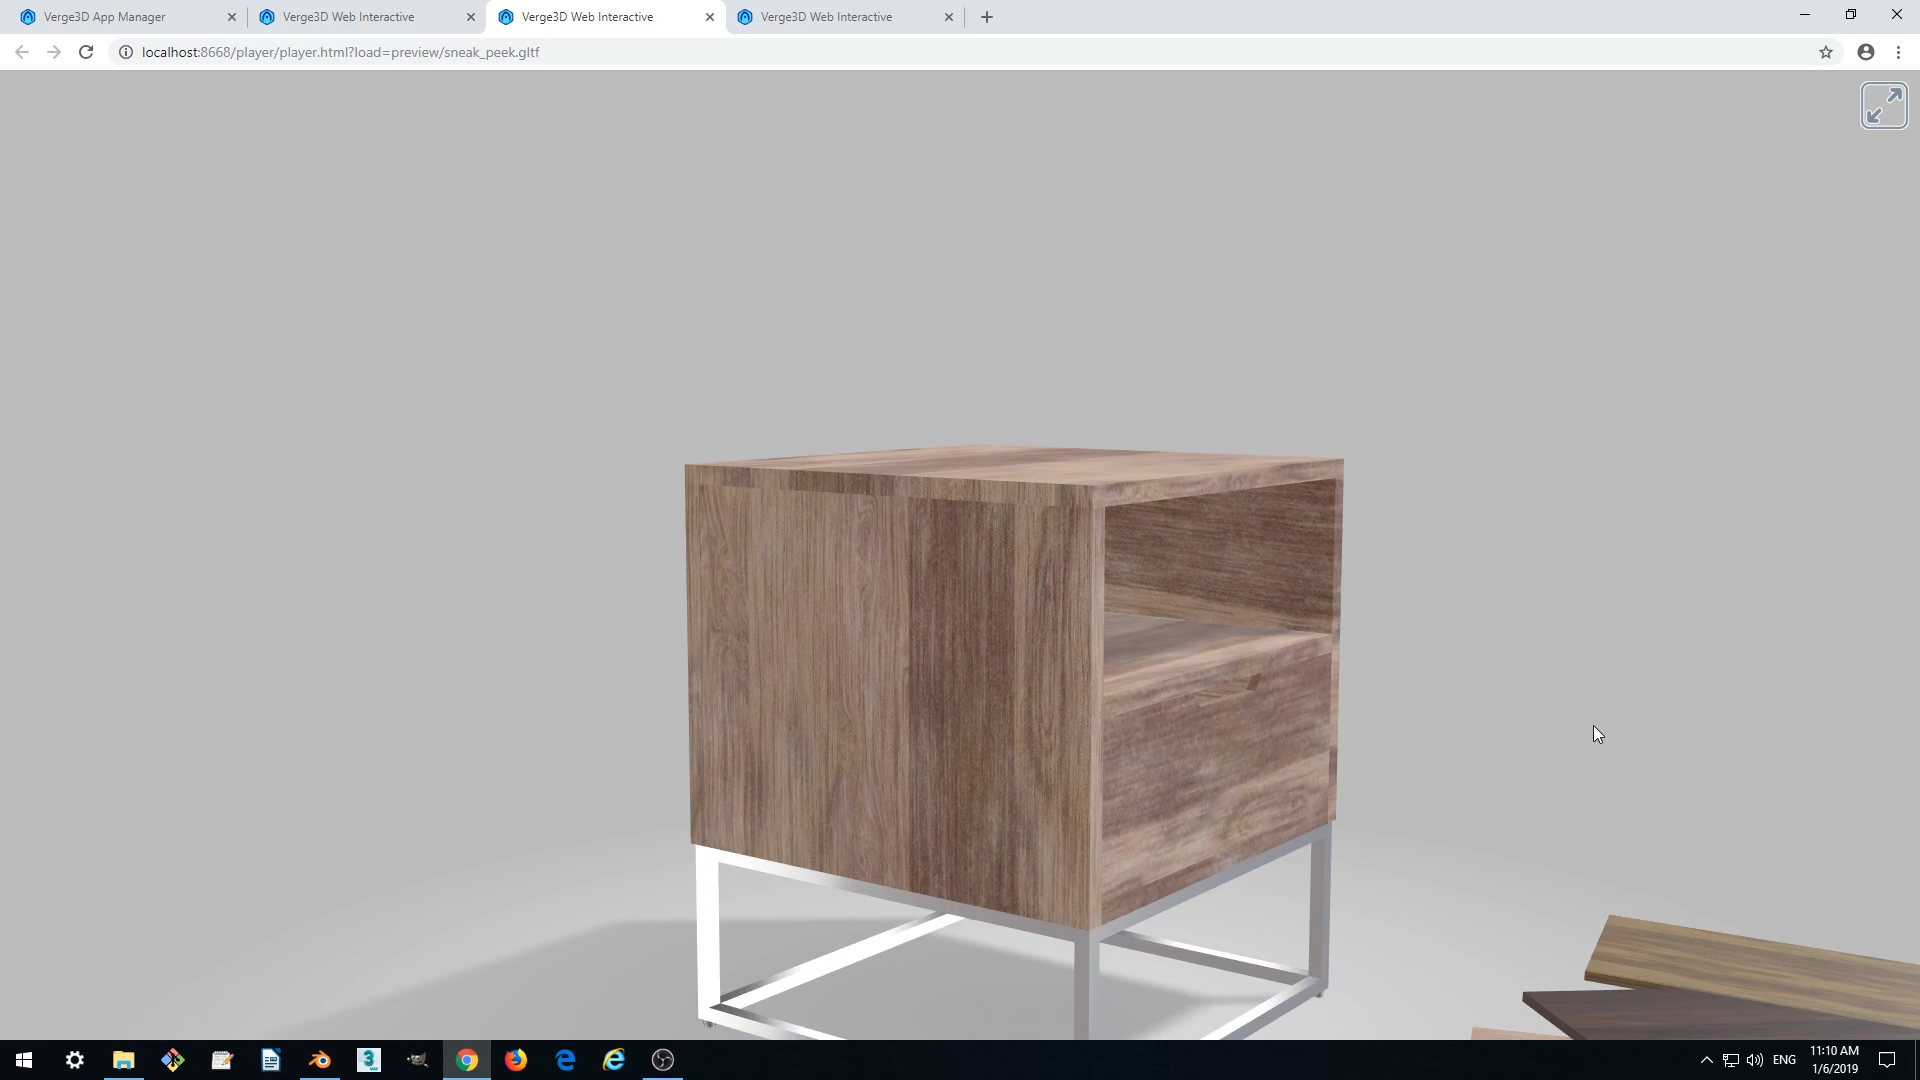 Verge3D App Manager
Verge3D Web Interactive
Verge3D Web Interactive
Verge3D Web Interactive
localhost:8668/player/player.html?load=preview/sneak_peek.gltf
3
ENG
11:10 AM
1/6/2019